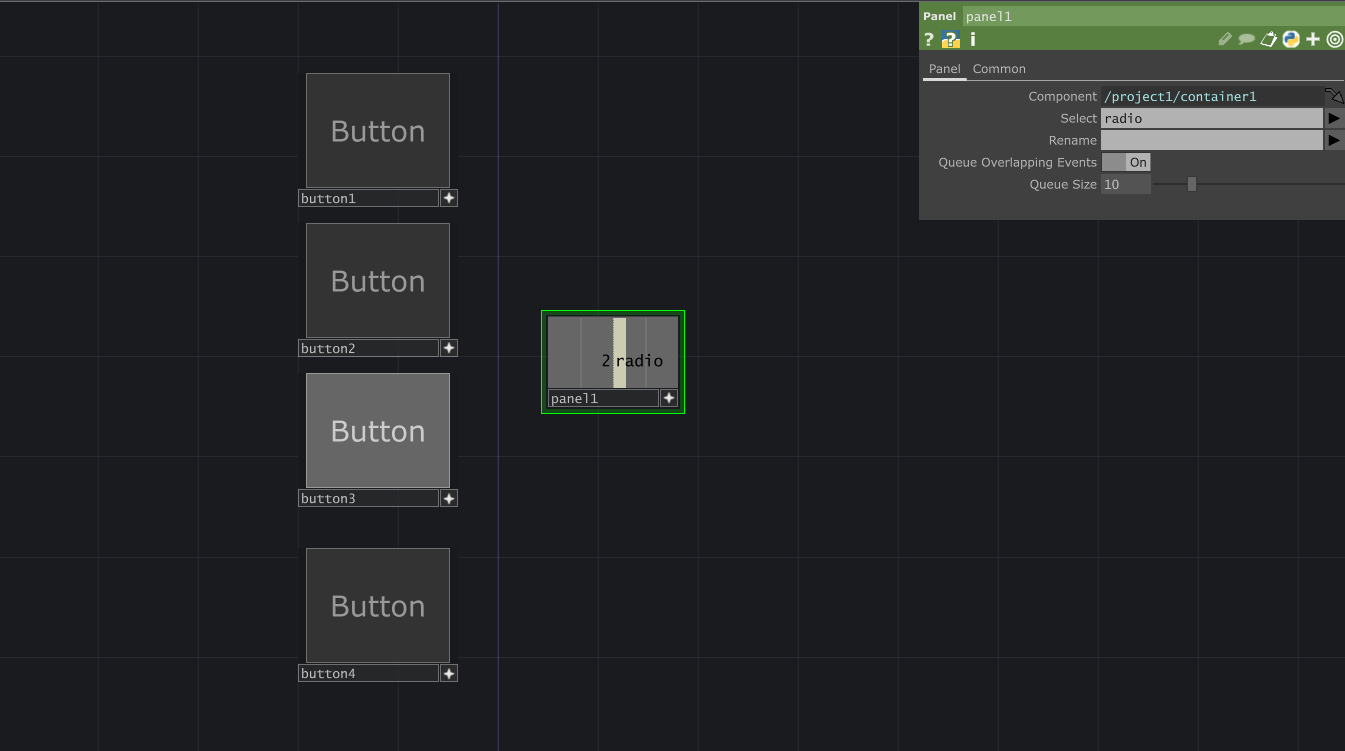 Panel panel1
? ? i
Panel Common
Component /project1/container1
Select radio
Rename
Queue Overlapping Events On
Queue Size 10
Button
button1
Button
button2
2 radio
panel1
Button
button3
Button
button4